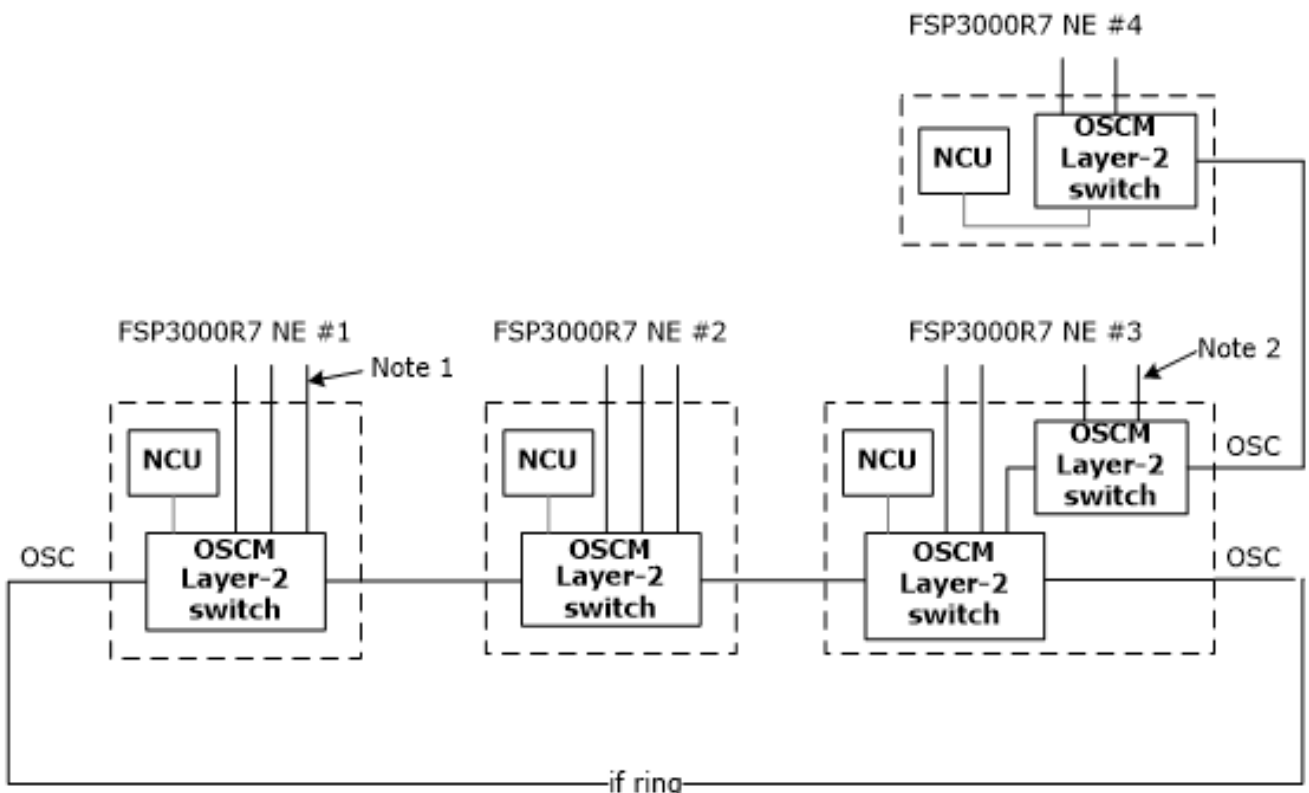 FSP3000R7 NE #4
NCU
OSCM
Layer-2
switch
FSP3000R7 NE #1
Note 1
FSP3000R7 NE #2
FSP3000R7 NE #3
Note 2
NCU
OSCM
Layer-2
switch
NCU
OSCM
Layer-2
switch
NCU
OSCM
Layer-2
switch
OSCM
Layer-2
switch
OSC
OSC
OSC
if ring